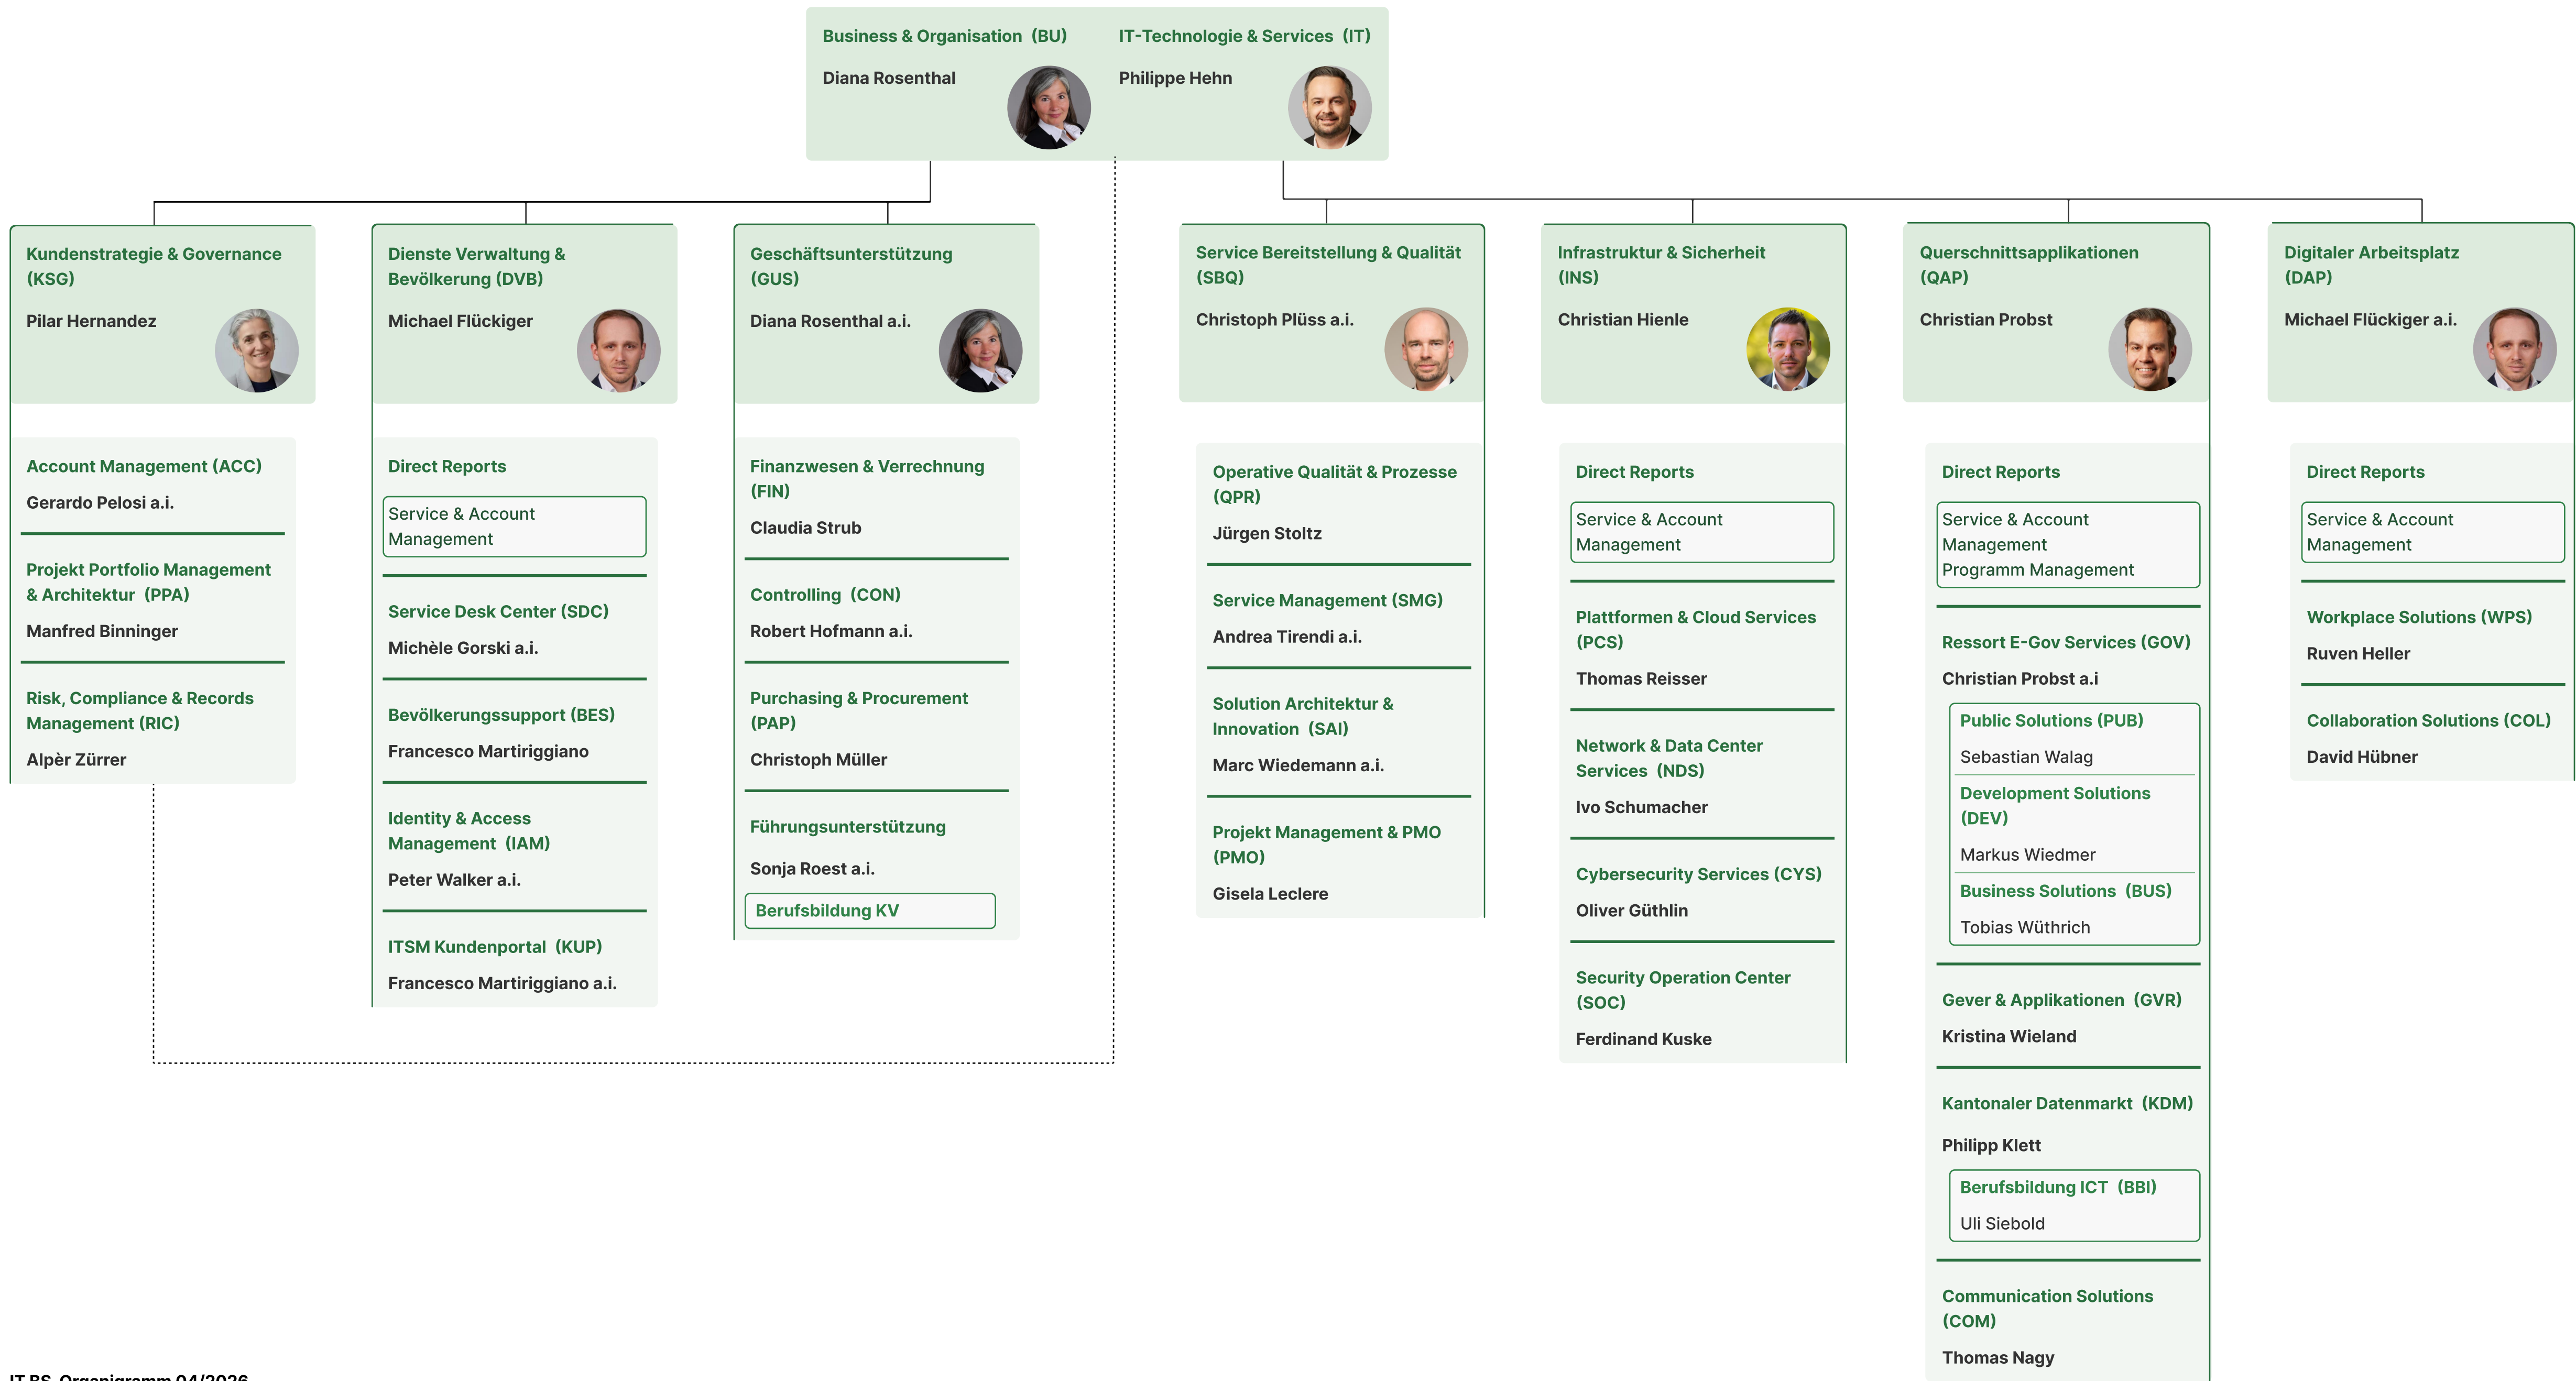 Business & Organisation (BU)
Diana Rosenthal
IT-Technologie & Services (IT)
Philippe Hehn
Kundenstrategie & Governance
(KSG)
Pilar Hernandez
Account Management (ACC)
Gerardo Pelosi a.i.
Projekt Portfolio Management
& Architektur (PPA)
Manfred Binninger
Risk, Compliance & Records
Management (RIC)
Alpèr Zürrer
Dienste Verwaltung &
Bevölkerung (DVB)
Michael Flückiger
Direct Reports
Service & Account
Management
Service Desk Center (SDC)
Michèle Gorski a.i.
Bevölkerungssupport (BES)
Francesco Martiriggiano
Identity & Access
Management (IAM)
Peter Walker a.i.
ITSM Kundenportal (KUP)
Francesco Martiriggiano a.i.
Geschäftsunterstützung
(GUS)
Diana Rosenthal a.i.
Finanzwesen & Verrechnung
(FIN)
Claudia Strub
Controlling (CON)
Robert Hofmann a.i.
Purchasing & Procurement
(PAP)
Christoph Müller
Führungsunterstützung
Sonja Roest a.i.
Berufsbildung KV
Service Bereitstellung & Qualität
(SBQ)
Christoph Plüss a.i.
Operative Qualität & Prozesse
(QPR)
Jürgen Stoltz
Service Management (SMG)
Andrea Tirendi a.i.
Solution Architektur &
Innovation (SAI)
Marc Wiedemann a.i.
Projekt Management & PMO
(PMO)
Gisela Leclere
Infrastruktur & Sicherheit
(INS)
Christian Hienle
Direct Reports
Service & Account
Management
Plattformen & Cloud Services
(PCS)
Thomas Reisser
Network & Data Center
Services (NDS)
Ivo Schumacher
Cybersecurity Services (CYS)
Oliver Güthlin
Security Operation Center
(SOC)
Ferdinand Kuske
Querschnittsapplikationen
(QAP)
Christian Probst
Direct Reports
Service & Account
Management
Programm Management
Ressort E-Gov Services (GOV)
Christian Probst a.i
Public Solutions (PUB)
Sebastian Walag
Development Solutions
(DEV)
Markus Wiedmer
Business Solutions (BUS)
Tobias Wüthrich
Gever & Applikationen (GVR)
Kristina Wieland
Kantonaler Datenmarkt (KDM)
Philipp Klett
Berufsbildung ICT (BBI)
Uli Siebold
Communication Solutions
(COM)
Thomas Nagy
Digitaler Arbeitsplatz
(DAP)
Michael Flückiger a.i.
Direct Reports
Service & Account
Management
Workplace Solutions (WPS)
Ruven Heller
Collaboration Solutions (COL)
David Hübner
IT BS, Organigramm 04/2026